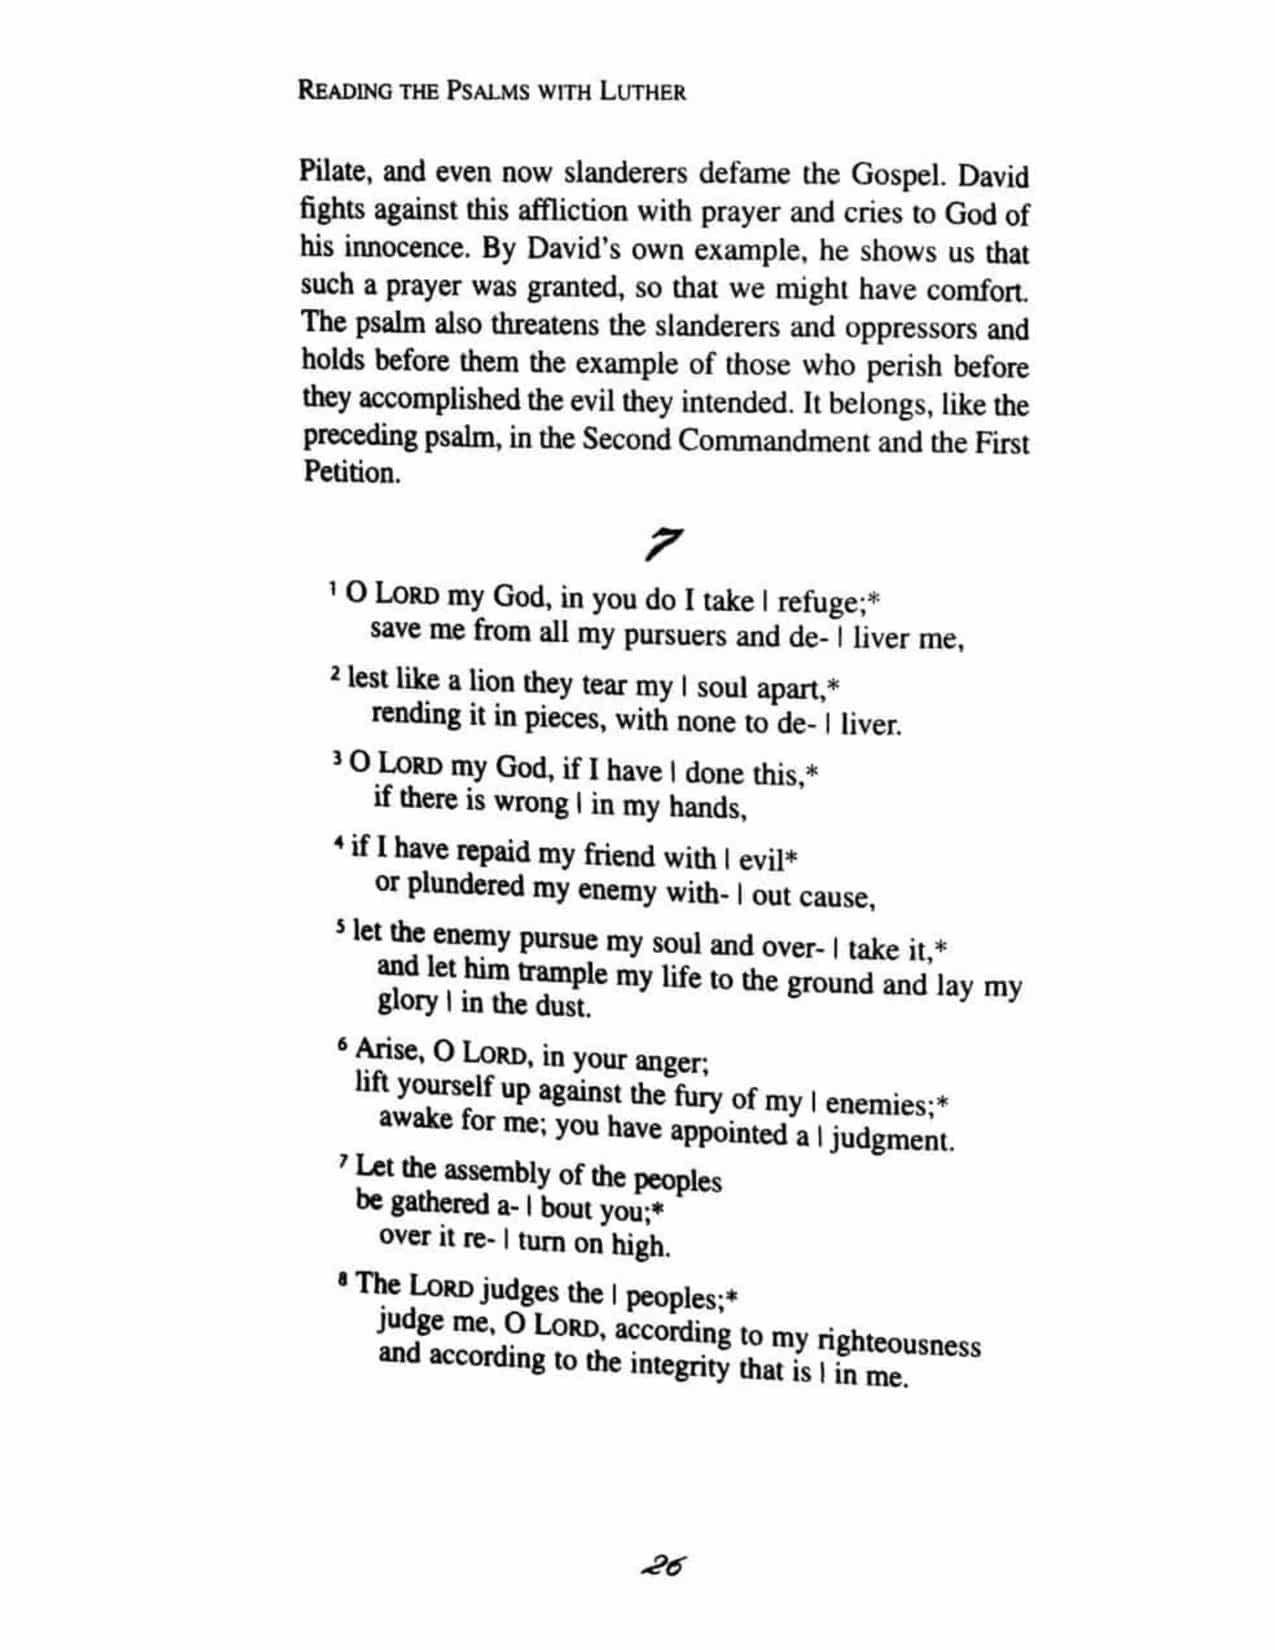 READING THE PSALMS WITH LUTHER
Pilate, and even now slanderers defame the Gospel. David
fights against this affliction with prayer and cries to God of
his innocence. By David's own example, he shows us that
such a prayer was granted, so that we might have comfort.
The psalm also threatens the slanderers and oppressors and
holds before them the example of those who perish before
they accomplished the evil they intended. It belongs, like the
preceding psalm, in the Second Commandment and the First
Petition.
7
1 O LORD my God, in you do I take | refuge;*
save me from all my pursuers and de- | liver me,
2 lest like a lion they tear my | soul apart,*
rending it in pieces, with none to de- | liver.
3 O LORD my God, if I have | done this,*
if there is wrong | in my hands,
4 if I have repaid my friend with | evil*
or plundered my enemy with- | out cause,
5 let the enemy pursue my soul and over- | take it,*
and let him trample my life to the ground and lay my
glory | in the dust.
6 Arise, O LORD, in your anger;
lift yourself up against the fury of my | enemies;*
awake for me; you have appointed a | judgment.
7 Let the assembly of the peoples
be gathered a- | bout you;*
over it re- | turn on high.
8 The LORD judges the | peoples;*
judge me, O LORD, according to my righteousness
and according to the integrity that is | in me.
26